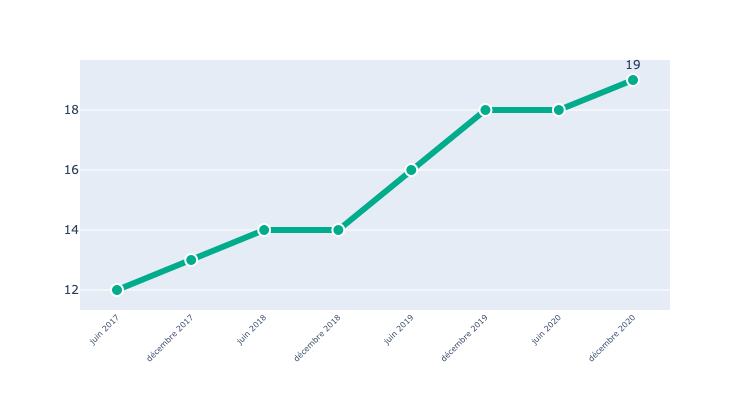 19
18
16
14
12
juin 2017
décembre 2017
juin 2018
décembre 2018
juin 2019
décembre 2019
juin 2020
décembre 2020